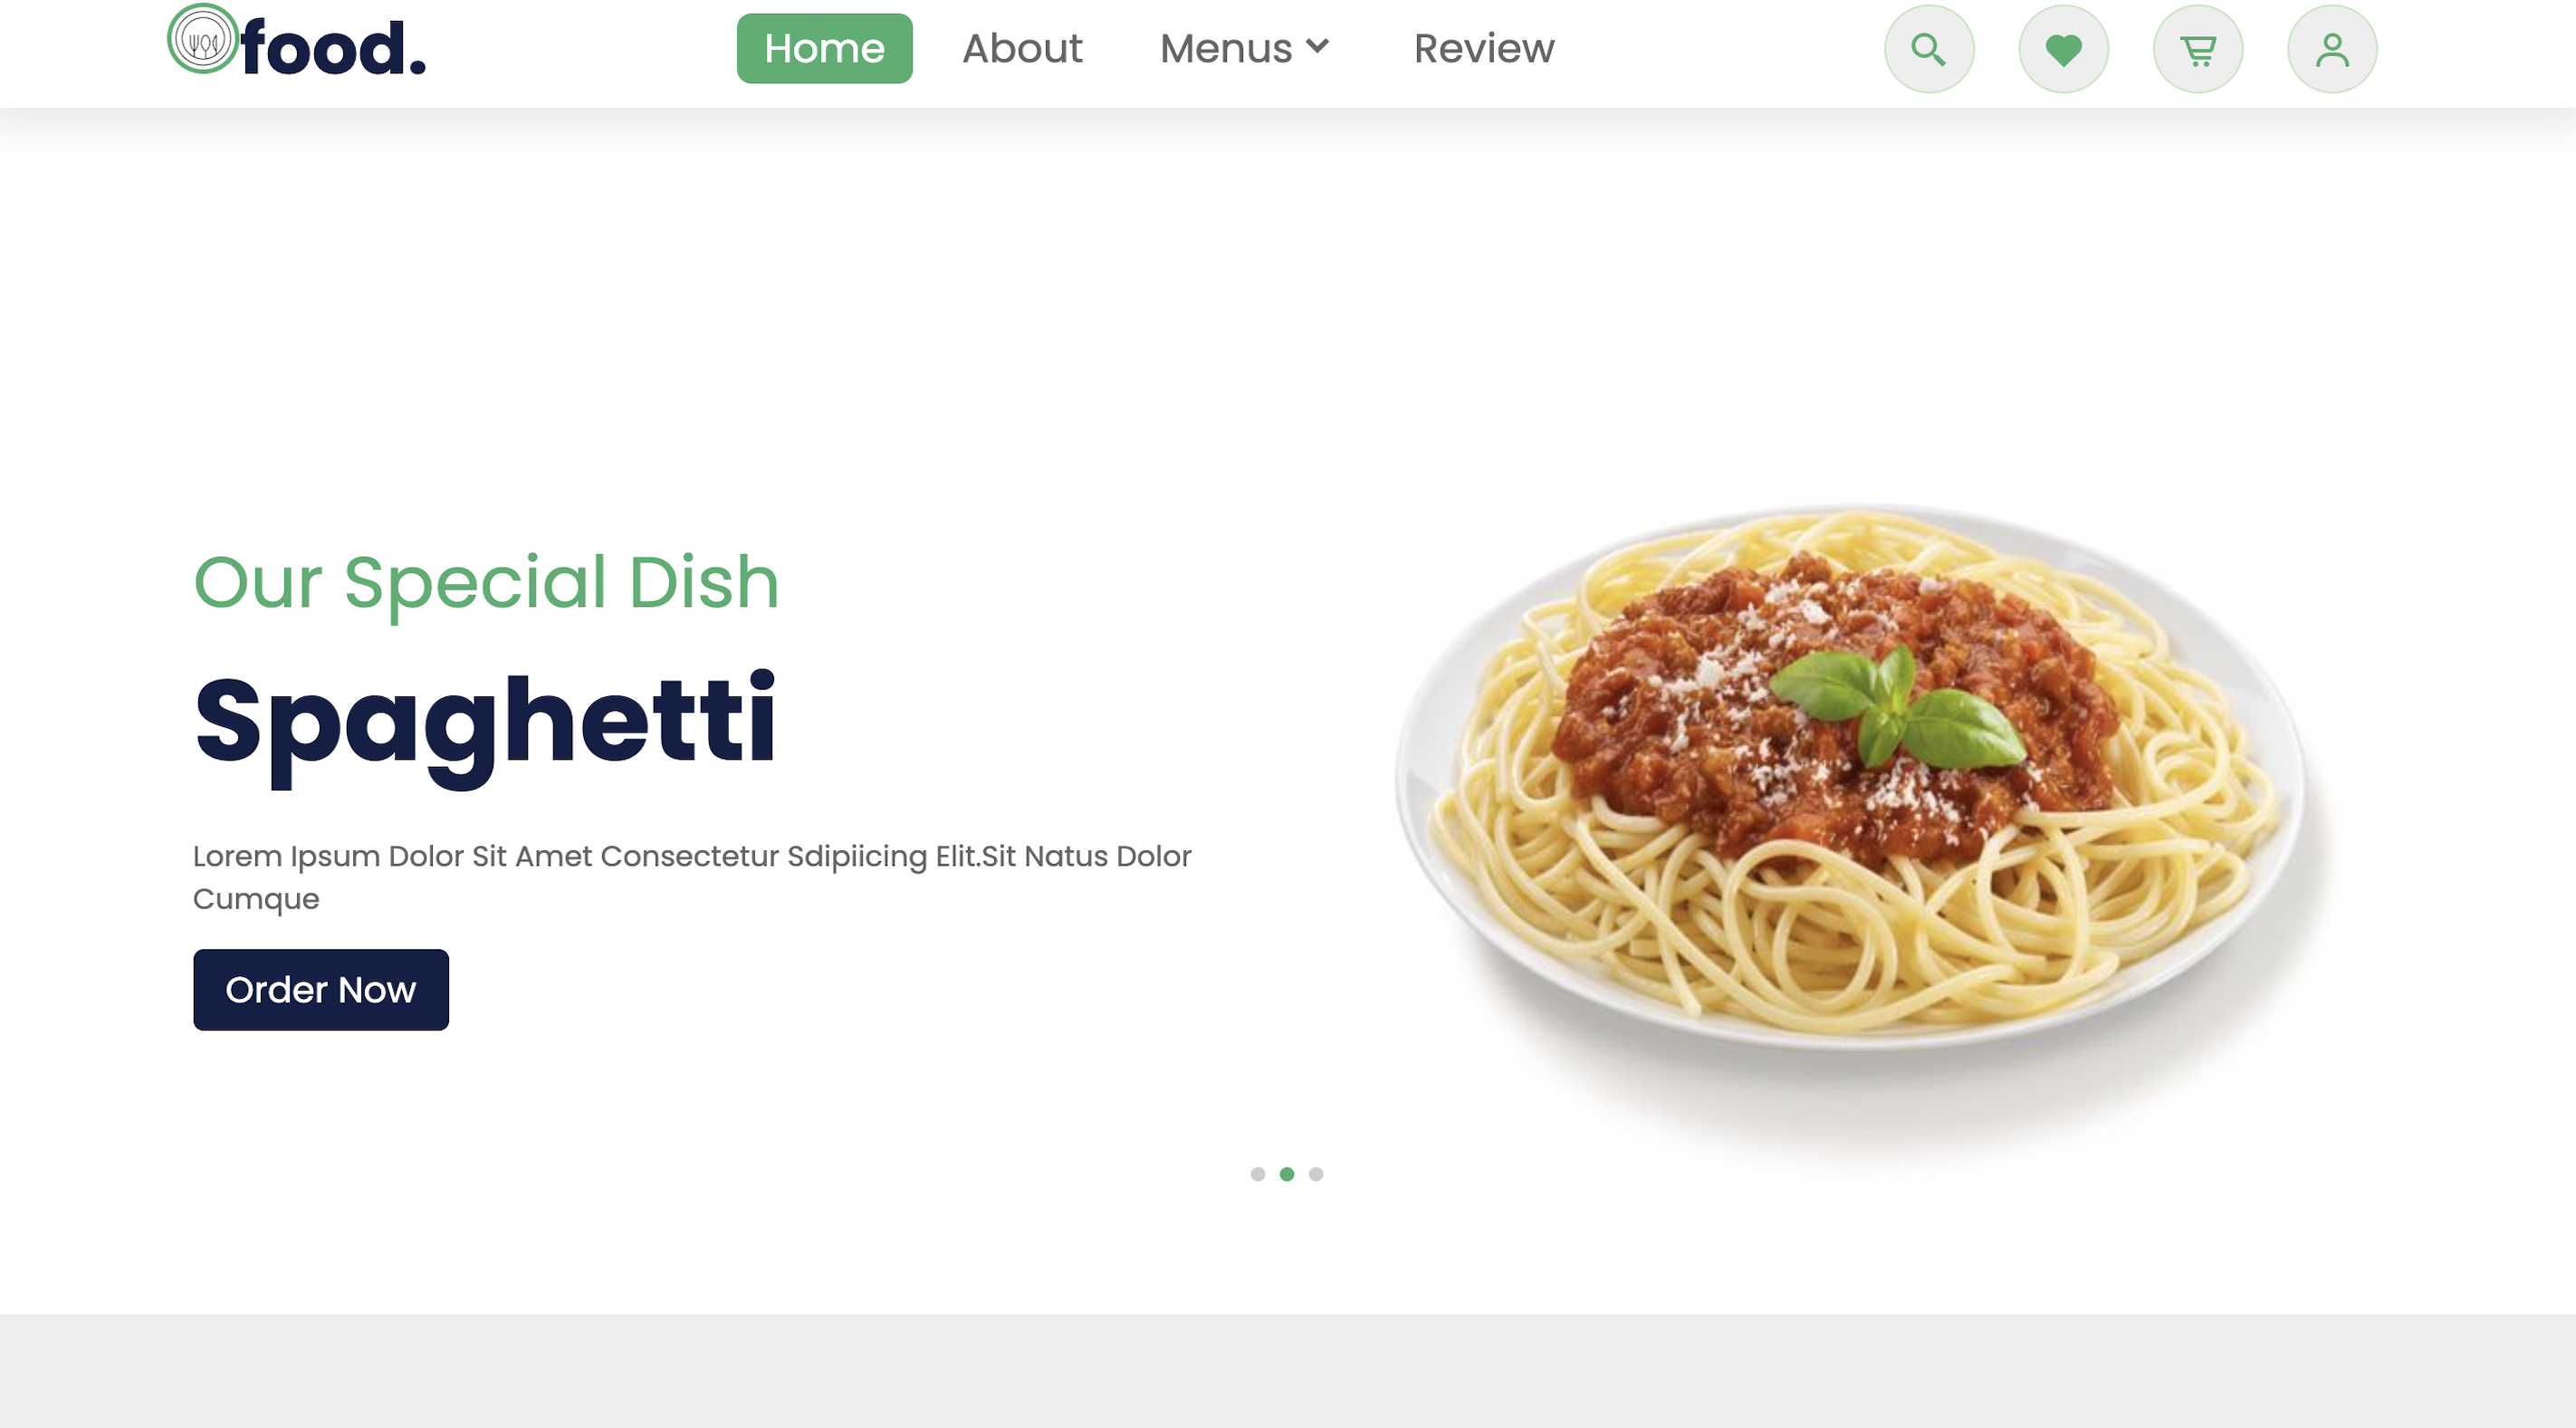 food.
Home
About
Menus
Review
Our Special Dish
Spaghetti
Lorem Ipsum Dolor Sit Amet Consectetur Sdipiicing Elit.Sit Natus Dolor
Cumque
Order Now